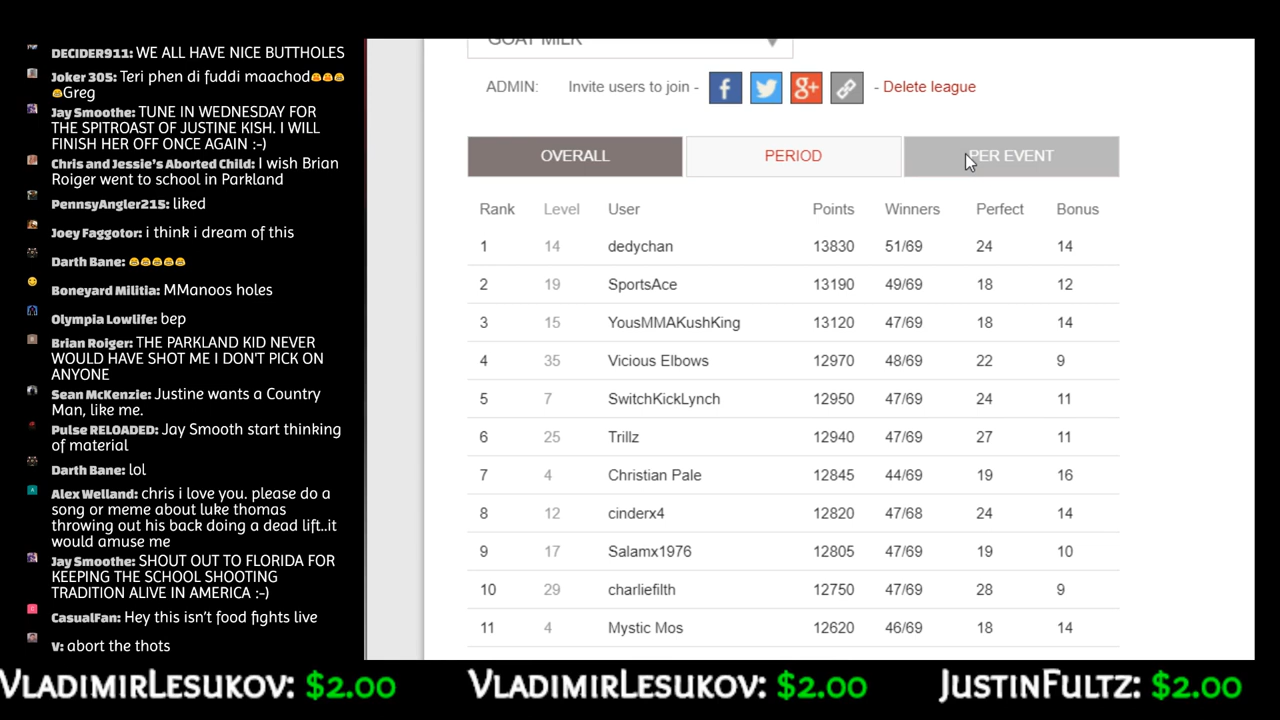 DECIDER911: WE ALL HAVE NICE BUTTHOLES
Joker 305: Teri phen di fuddi maachod
Greg
Jay Smoothe: TUNE IN WEDNESDAY FOR
THE SPITROAST OF JUSTINE KISH. I WILL
FINISH HER OFF ONCE AGAIN :-)
Chris and Jessie's Aborted Child: I wish Brian
Roiger went to school in Parkland
PennsyAngler215: liked
Joey Faggotor: i think i dream of this
Darth Bane:
Boneyard Militia: MManoos holes
Olympia Lowlife: bep
Brian Roiger: THE PARKLAND KID NEVER
WOULD HAVE SHOT ME I DON'T PICK ON
ANYONE
Sean McKenzie: Justine wants a Country
Man, like me.
Pulse RELOADED: Jay Smooth start thinking
of material
Darth Bane: lol
Alex Welland: chris i love you. please do a
song or meme about luke thomas
throwing out his back doing a dead lift..it
would amuse me
Jay Smoothe: SHOUT OUT TO FLORIDA FOR
KEEPING THE SCHOOL SHOOTING
TRADITION ALIVE IN AMERICA :-)
CasualFan: Hey this isn't food fights live
V: abort the thots
GOAT MILK
ADMIN: Invite users to join - - Delete league
OVERALL PERIOD PER EVENT
Rank Level User Points Winners Perfect Bonus
1 14 dedychan 13830 51/69 24 14
2 19 SportsAce 13190 49/69 18 12
3 15 YousMMAKushKing 13120 47/69 18 14
4 35 Vicious Elbows 12970 48/69 22 9
5 7 SwitchKickLynch 12950 47/69 24 11
6 25 Trillz 12940 47/69 27 11
7 4 Christian Pale 12845 44/69 19 16
8 12 cinderx4 12820 47/68 24 14
9 17 Salamx1976 12805 47/69 19 10
10 29 charliefilth 12750 47/69 28 9
11 4 Mystic Mos 12620 46/69 18 14
VLADIMIRLESUKOV: $2.00 VLADIMIRLESUKOV: $2.00 JUSTINFULTZ: $2.00